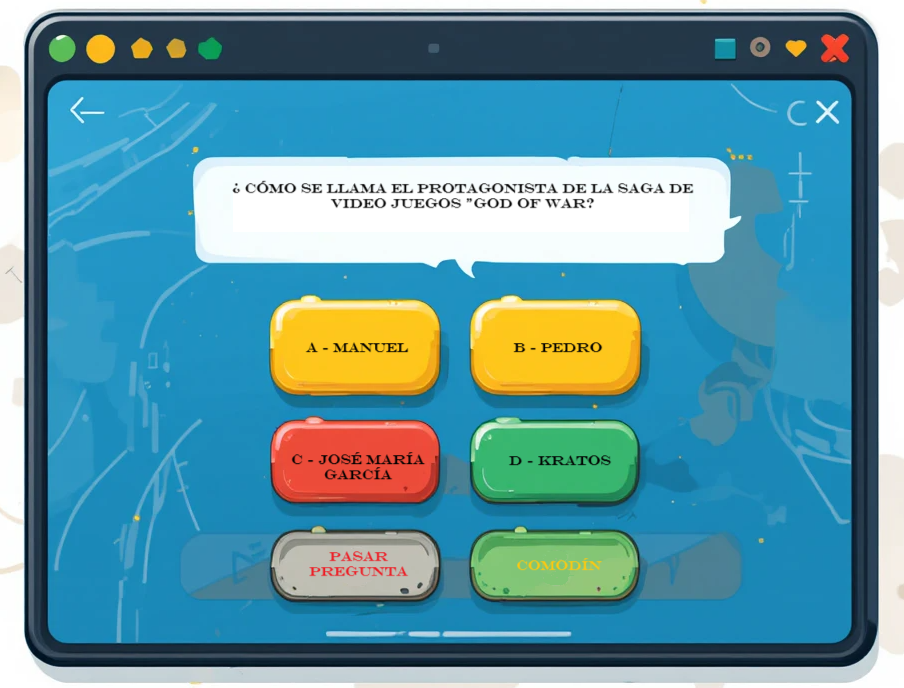 ¿ CÓMO SE LLAMA EL PROTAGONISTA DE LA SAGA DE
VIDEO JUEGOS "GOD OF WAR?
A - MANUEL
B - PEDRO
C - JOSÉ MARÍA
GARCÍA
D - KRATOS
PASAR
PREGUNTA
COMODÍN